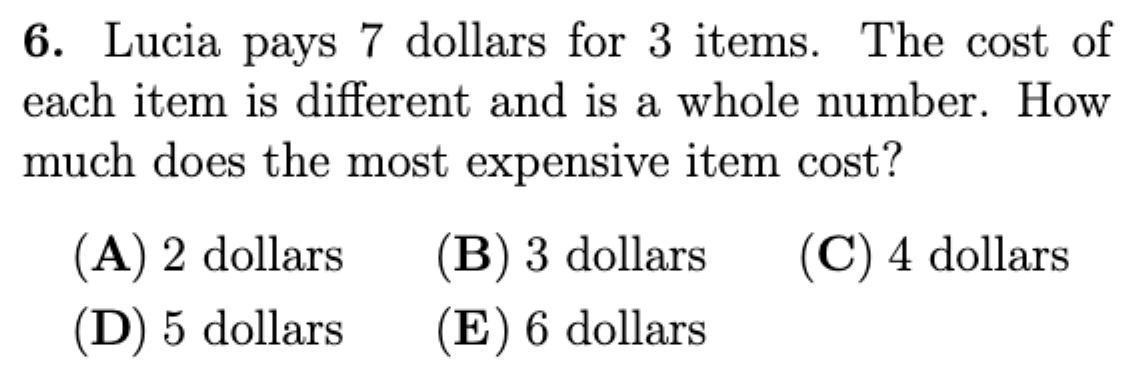 6. Lucia pays 7 dollars for 3 items. The cost of
each item is different and is a whole number. How
much does the most expensive item cost?
(A) 2 dollars (B) 3 dollars (C) 4 dollars
(D) 5 dollars (E) 6 dollars